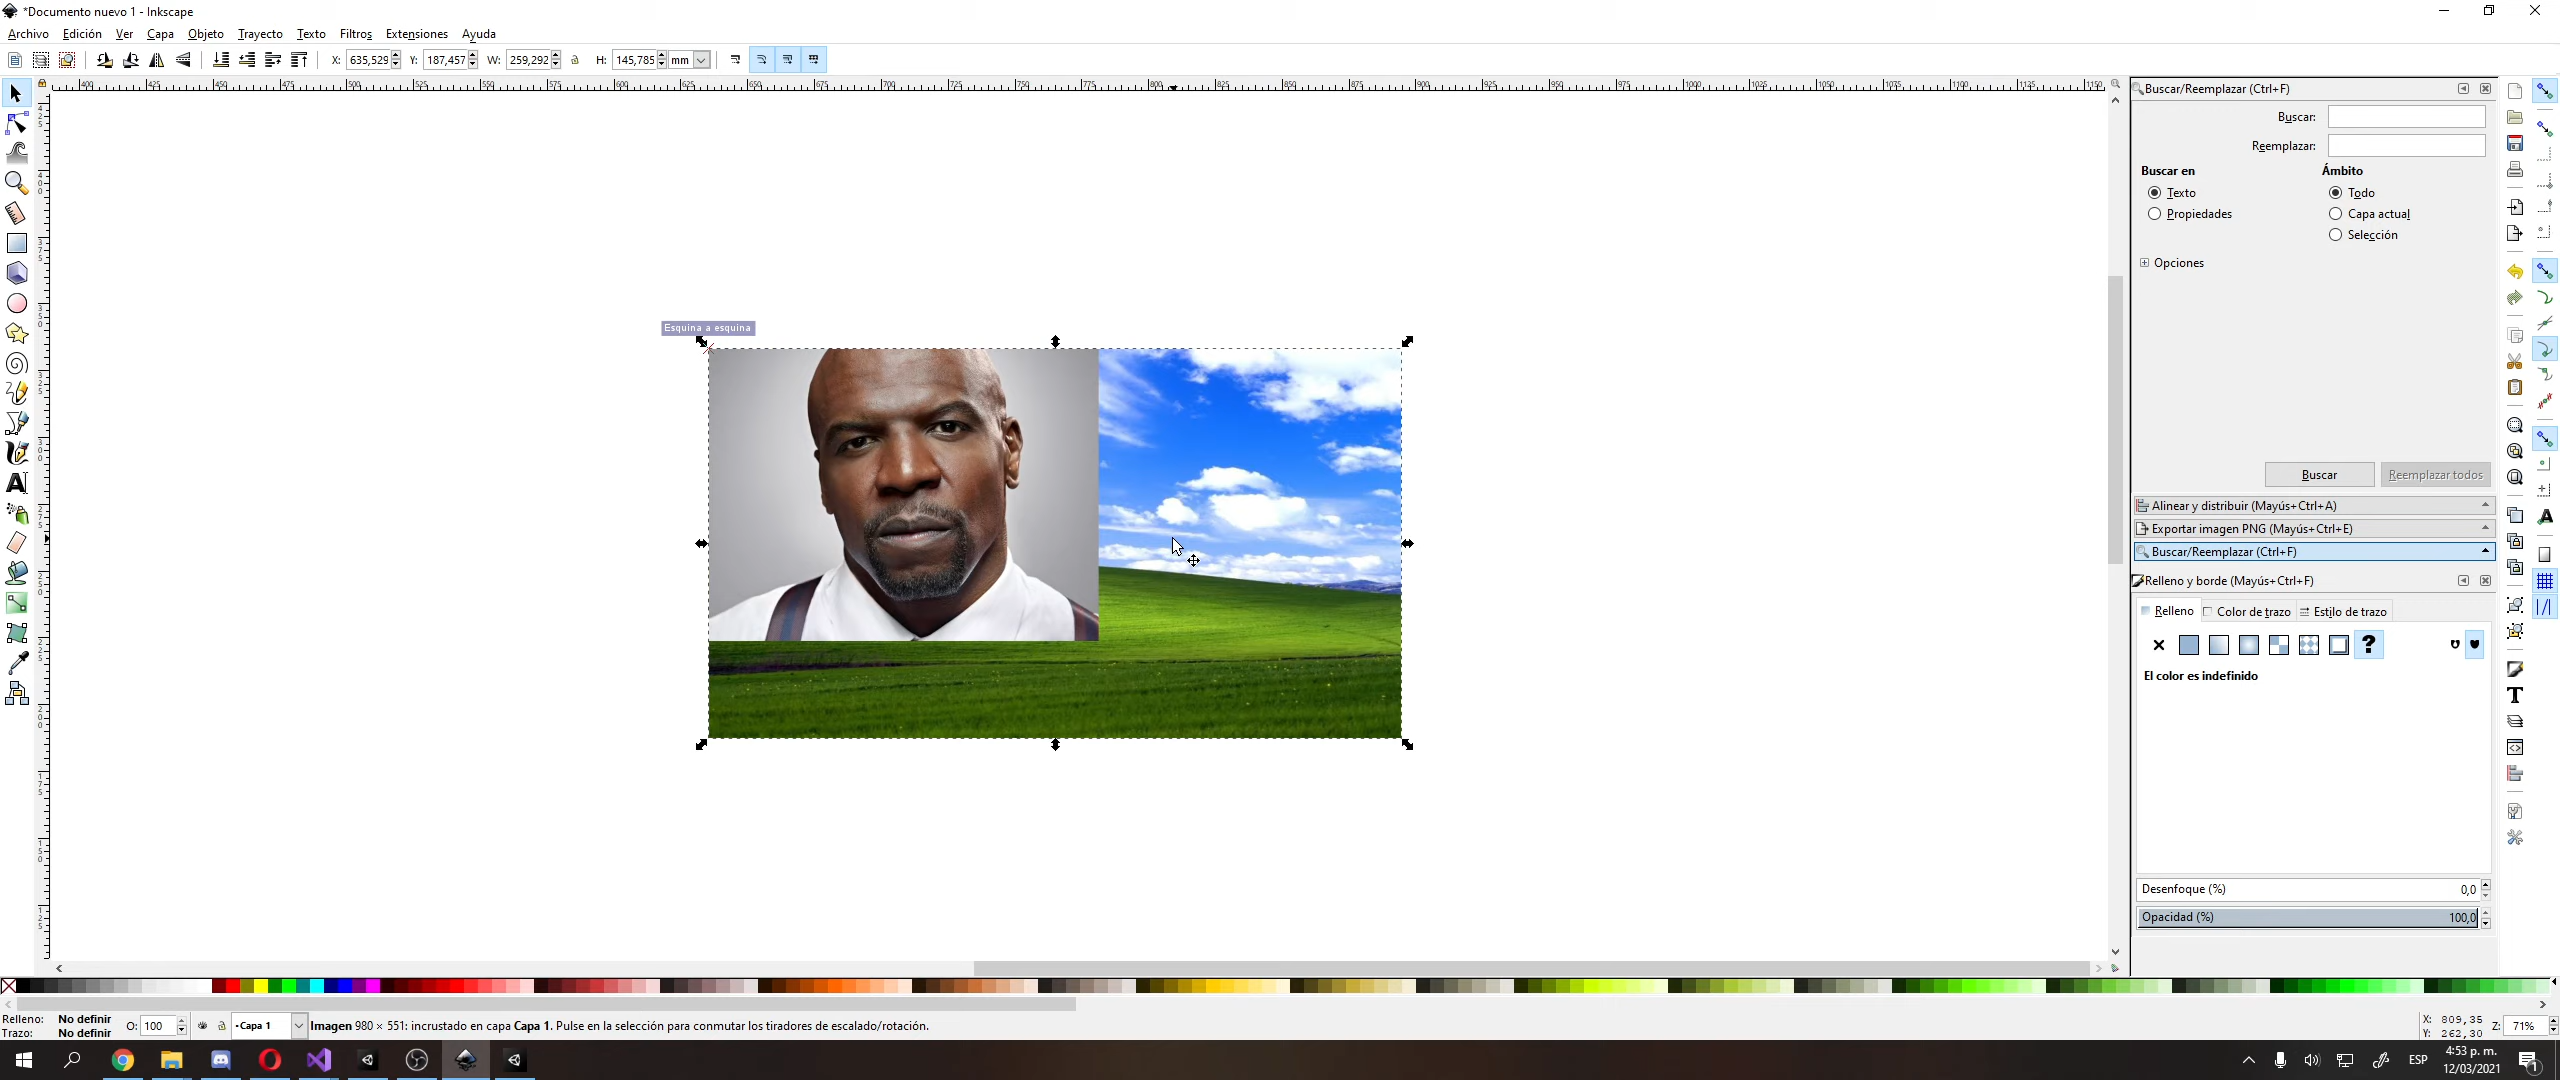 *Documento nuevo 1 - Inkscape
Archivo Edición Ver Capa Objeto Trayecto Texto Filtros Extensiones Ayuda
X: 635,529 Y: 187,457 W: 259,292 H: 145,785 mm
Buscar/Reemplazar (Ctrl+F)
Buscar:
Reemplazar:
Buscar en Ámbito
Texto Todo
Propiedades Capa actual
Selección
Opciones
Esquina a esquina
Buscar Reemplazar todos
Alinear y distribuir (Mayús+Ctrl+A)
Exportar imagen PNG (Mayús+Ctrl+E)
Buscar/Reemplazar (Ctrl+F)
Relleno y borde (Mayús+Ctrl+F)
Relleno Color de trazo Estilo de trazo
El color es indefinido
Desenfoque (%) 0,0
Opacidad (%) 100,0
Relleno: No definir
Trazo: No definir
O: 100 •Capa 1 Imagen 980 × 551: incrustado en capa Capa 1. Pulse en la selección para conmutar los tiradores de escalado/rotación.
X: 809,35
Y: 262,30
Z: 71%
ESP
4:53 p. m.
12/03/2021
1